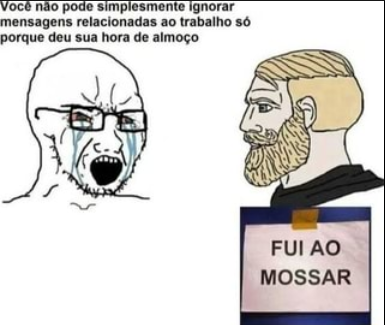 Você não pode simplesmente ignorar
mensagens relacionadas ao trabalho só
porque deu sua hora de almoço
FUI AO
MOSSAR